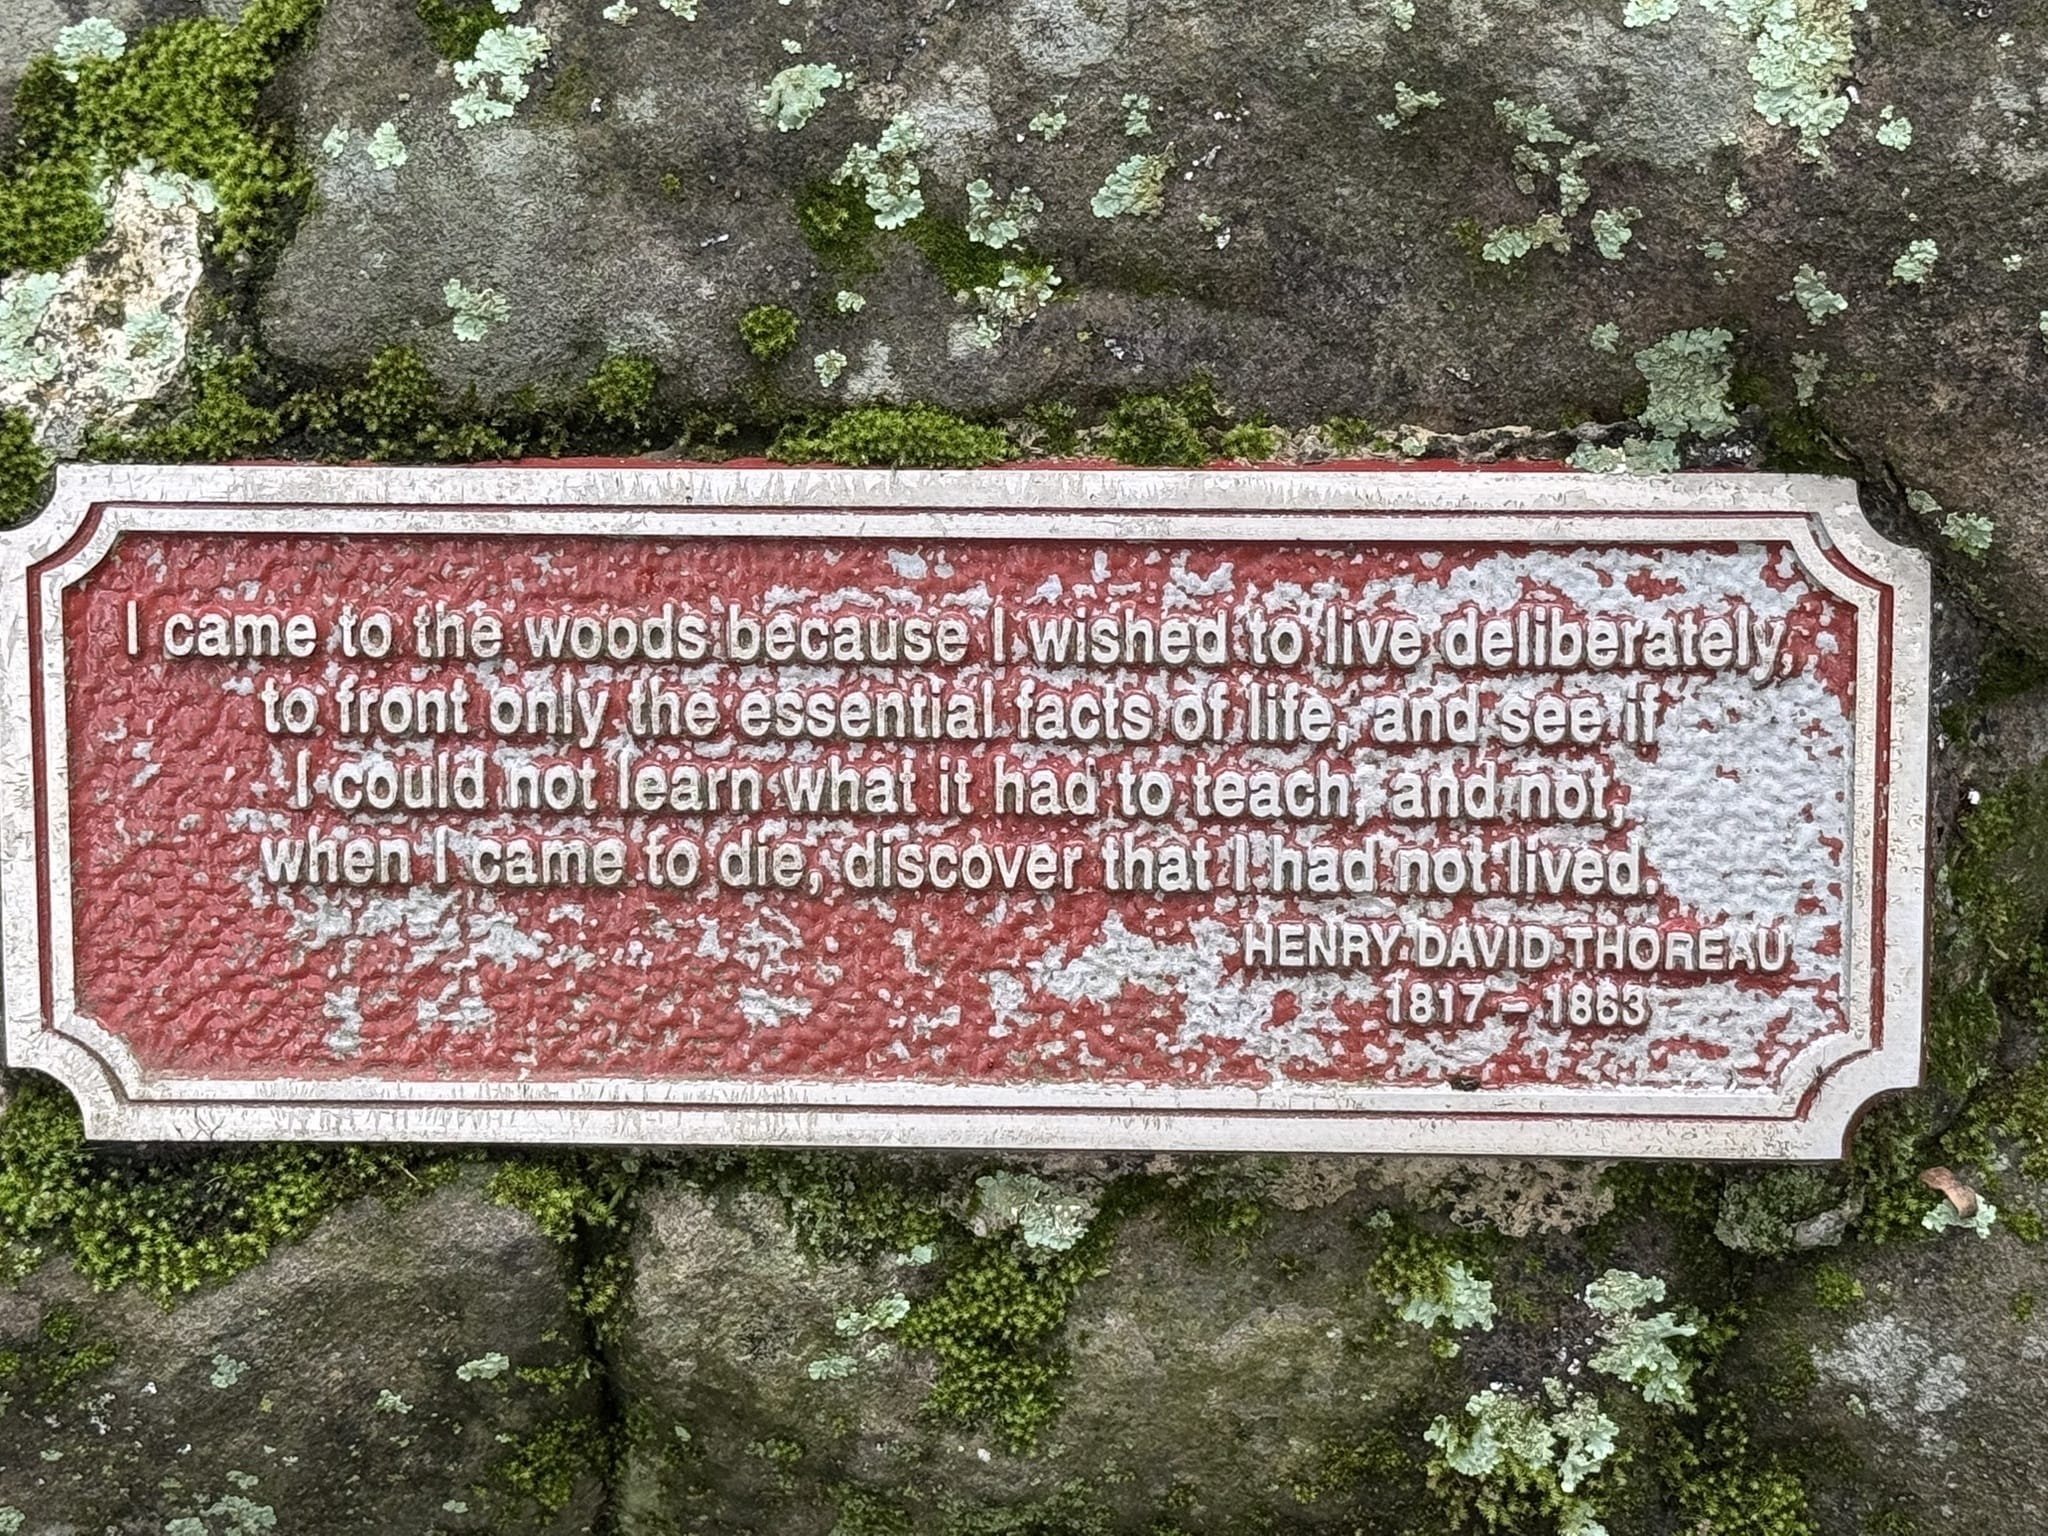 I came to the woods because I wished to live deliberately,
to front only the essential facts of life, and see if
I could not learn what it had to teach, and not,
when I came to die, discover that I had not lived.
HENRY DAVID THOREAU
1817 – 1863